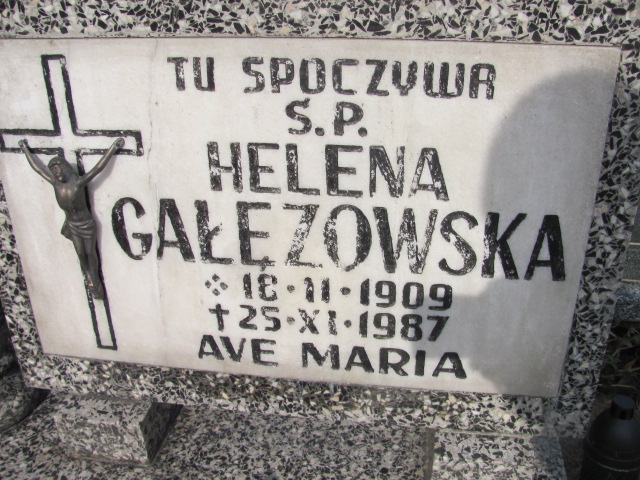 TU SPOCZYWA
Ś.P.
HELENA
GAŁĘZOWSKA
18·11·1909
✝25·XI·1987
AVE MARIA